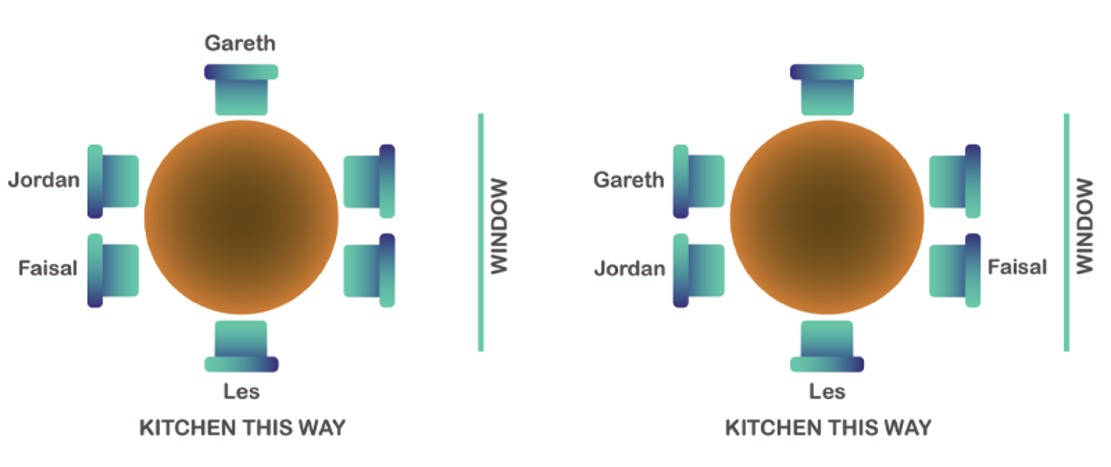 Gareth
Jordan
Faisal
Les
KITCHEN THIS WAY
WINDOW
Gareth
Jordan
Faisal
Les
KITCHEN THIS WAY
WINDOW